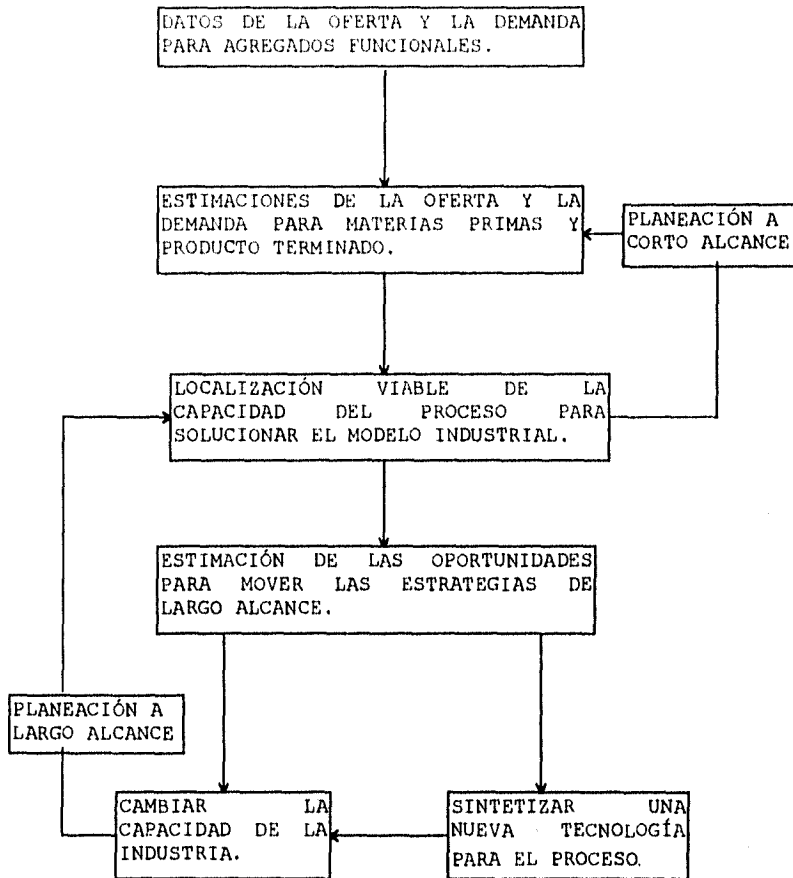 DATOS DE LA OFERTA Y LA DEMANDA
PARA AGREGADOS FUNCIONALES.
ESTIMACIONES DE LA OFERTA Y LA
DEMANDA PARA MATERIAS PRIMAS Y
PRODUCTO TERMINADO.
PLANEACIÓN A
CORTO ALCANCE
LOCALIZACIÓN VIABLE DE LA
CAPACIDAD DEL PROCESO PARA
SOLUCIONAR EL MODELO INDUSTRIAL.
ESTIMACIÓN DE LAS OPORTUNIDADES
PARA MOVER LAS ESTRATEGIAS DE
LARGO ALCANCE.
PLANEACIÓN A
LARGO ALCANCE
CAMBIAR LA
CAPACIDAD DE LA
INDUSTRIA.
SINTETIZAR UNA
NUEVA TECNOLOGÍA
PARA EL PROCESO.